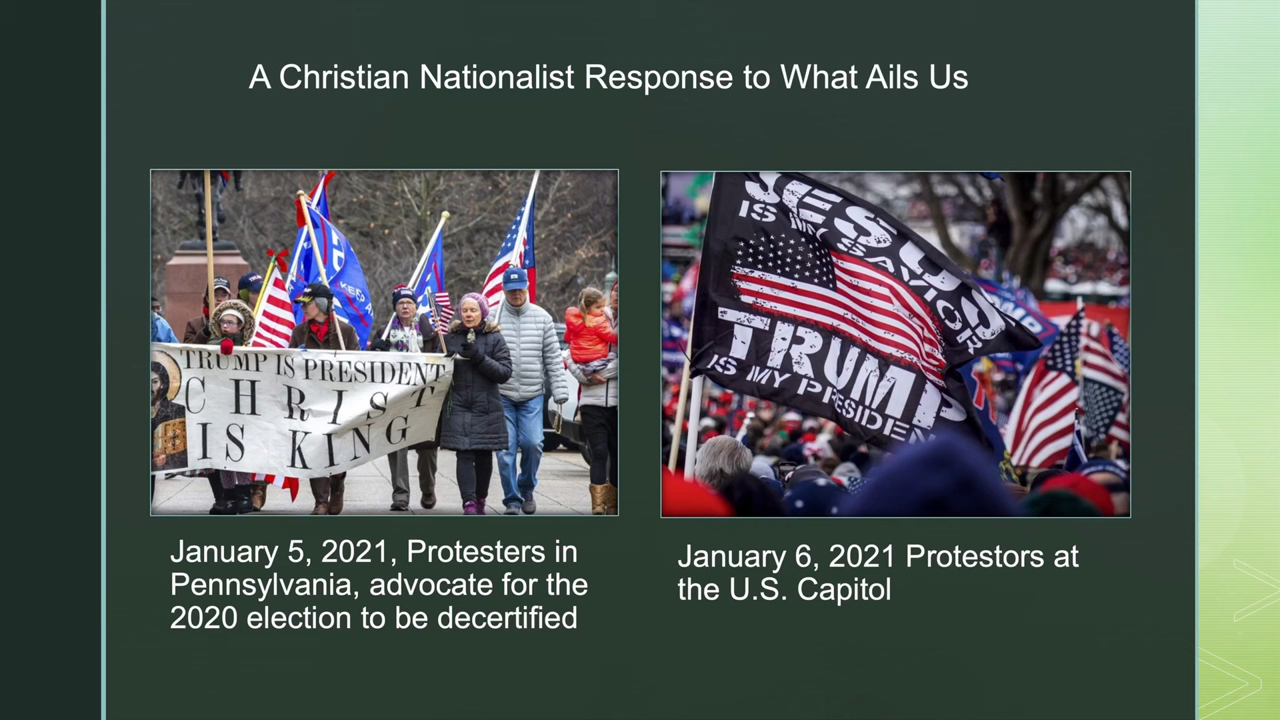 A Christian Nationalist Response to What Ails Us
TRUMP IS PRESIDENT
CHRIST
IS KING
KEEP A
JESUS
IS MY SAVIOR
TRUMP
IS MY PRESIDEN
January 5, 2021, Protesters in
Pennsylvania, advocate for the
2020 election to be decertified
January 6, 2021 Protestors at
the U.S. Capitol